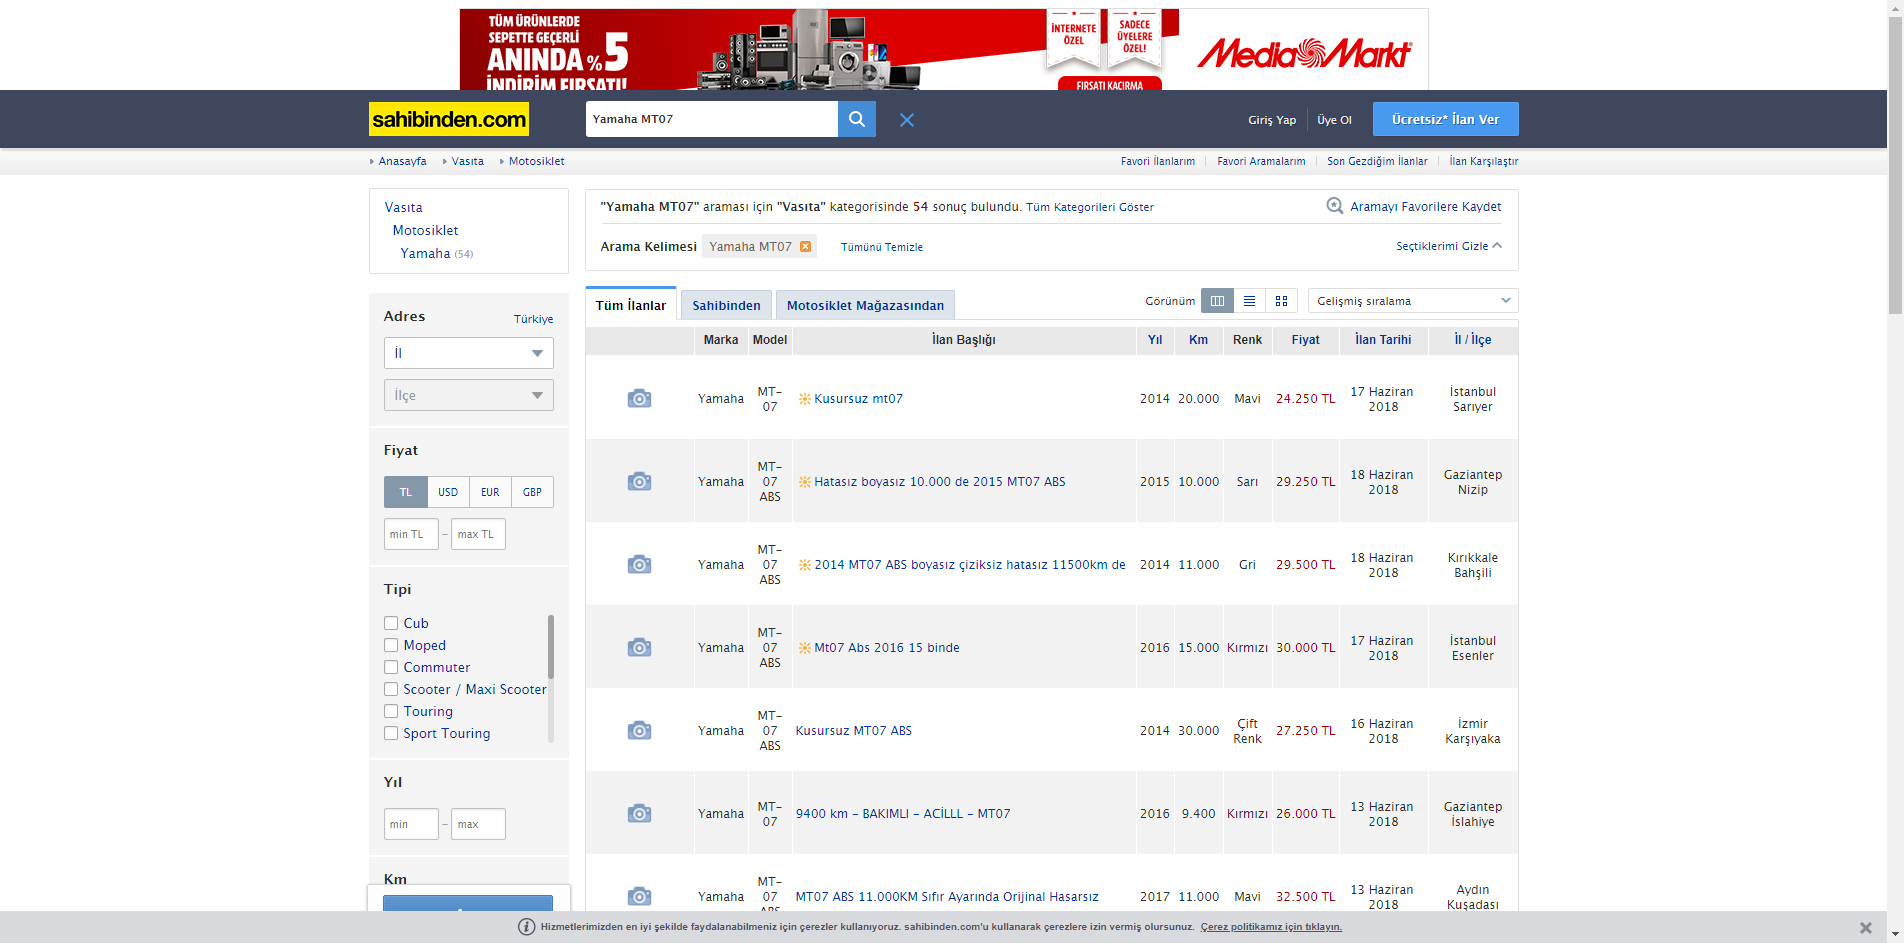 TÜM ÜRÜNLERDE
SEPETTE GEÇERLİ
ANINDA %5
İNDİRİM FIRSATI!
İNTERNETE
ÖZEL
SADECE
ÜYELERE
ÖZEL!
FIRSATI KAÇIRMA
Media Markt
sahibinden.com
Yamaha MT07
Giriş Yap
Üye Ol
Ücretsiz* İlan Ver
Anasayfa
Vasıta
Motosiklet
Favori İlanlarım
Favori Aramalarım
Son Gezdiğim İlanlar
İlan Karşılaştır
Vasıta
Motosiklet
Yamaha (54)
"Yamaha MT07" araması için "Vasıta" kategorisinde 54 sonuç bulundu. Tüm Kategorileri Göster
Aramayı Favorilere Kaydet
Arama Kelimesi Yamaha MT07 Tümünü Temizle
Seçtiklerimi Gizle
Adres
Türkiye
İl
İlçe
Fiyat
TL USD EUR GBP
min TL – max TL
Tipi
Cub
Moped
Commuter
Scooter / Maxi Scooter
Touring
Sport Touring
Yıl
min – max
Km
Tüm İlanlar
Sahibinden
Motosiklet Mağazasından
Görünüm
Gelişmiş sıralama
Marka Model İlan Başlığı Yıl Km Renk Fiyat İlan Tarihi İl / İlçe
Yamaha MT-07 Kusursuz mt07 2014 20.000 Mavi 24.250 TL 17 Haziran 2018 İstanbul Sarıyer
Yamaha MT-07 ABS Hatasız boyasız 10.000 de 2015 MT07 ABS 2015 10.000 Sarı 29.250 TL 18 Haziran 2018 Gaziantep Nizip
Yamaha MT-07 ABS 2014 MT07 ABS boyasız çiziksiz hatasız 11500km de 2014 11.000 Gri 29.500 TL 18 Haziran 2018 Kırıkkale Bahşili
Yamaha MT-07 ABS Mt07 Abs 2016 15 binde 2016 15.000 Kırmızı 30.000 TL 17 Haziran 2018 İstanbul Esenler
Yamaha MT-07 ABS Kusursuz MT07 ABS 2014 30.000 Çift Renk 27.250 TL 16 Haziran 2018 İzmir Karşıyaka
Yamaha MT-07 9400 km - BAKIMLI - ACİLLL - MT07 2016 9.400 Kırmızı 26.000 TL 13 Haziran 2018 Gaziantep İslahiye
Yamaha MT-07 ABS MT07 ABS 11.000KM Sıfır Ayarında Orijinal Hasarsız 2017 11.000 Mavi 32.500 TL 13 Haziran 2018 Aydın Kuşadası
Hizmetlerimizden en iyi şekilde faydalanabilmeniz için çerezler kullanıyoruz. sahibinden.com'u kullanarak çerezlere izin vermiş olursunuz. Çerez politikamız için tıklayın.